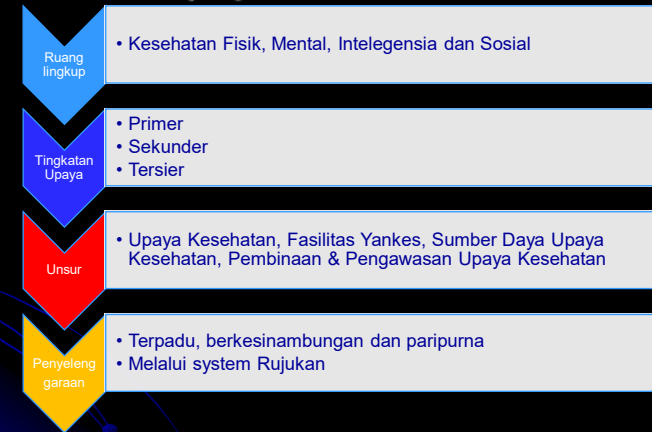 Ruang
lingkup
• Kesehatan Fisik, Mental, Intelegensia dan Sosial
Tingkatan
Upaya
• Primer
• Sekunder
• Tersier
Unsur
• Upaya Kesehatan, Fasilitas Yankes, Sumber Daya Upaya
Kesehatan, Pembinaan & Pengawasan Upaya Kesehatan
Penyeleng
garaan
• Terpadu, berkesinambungan dan paripurna
• Melalui system Rujukan